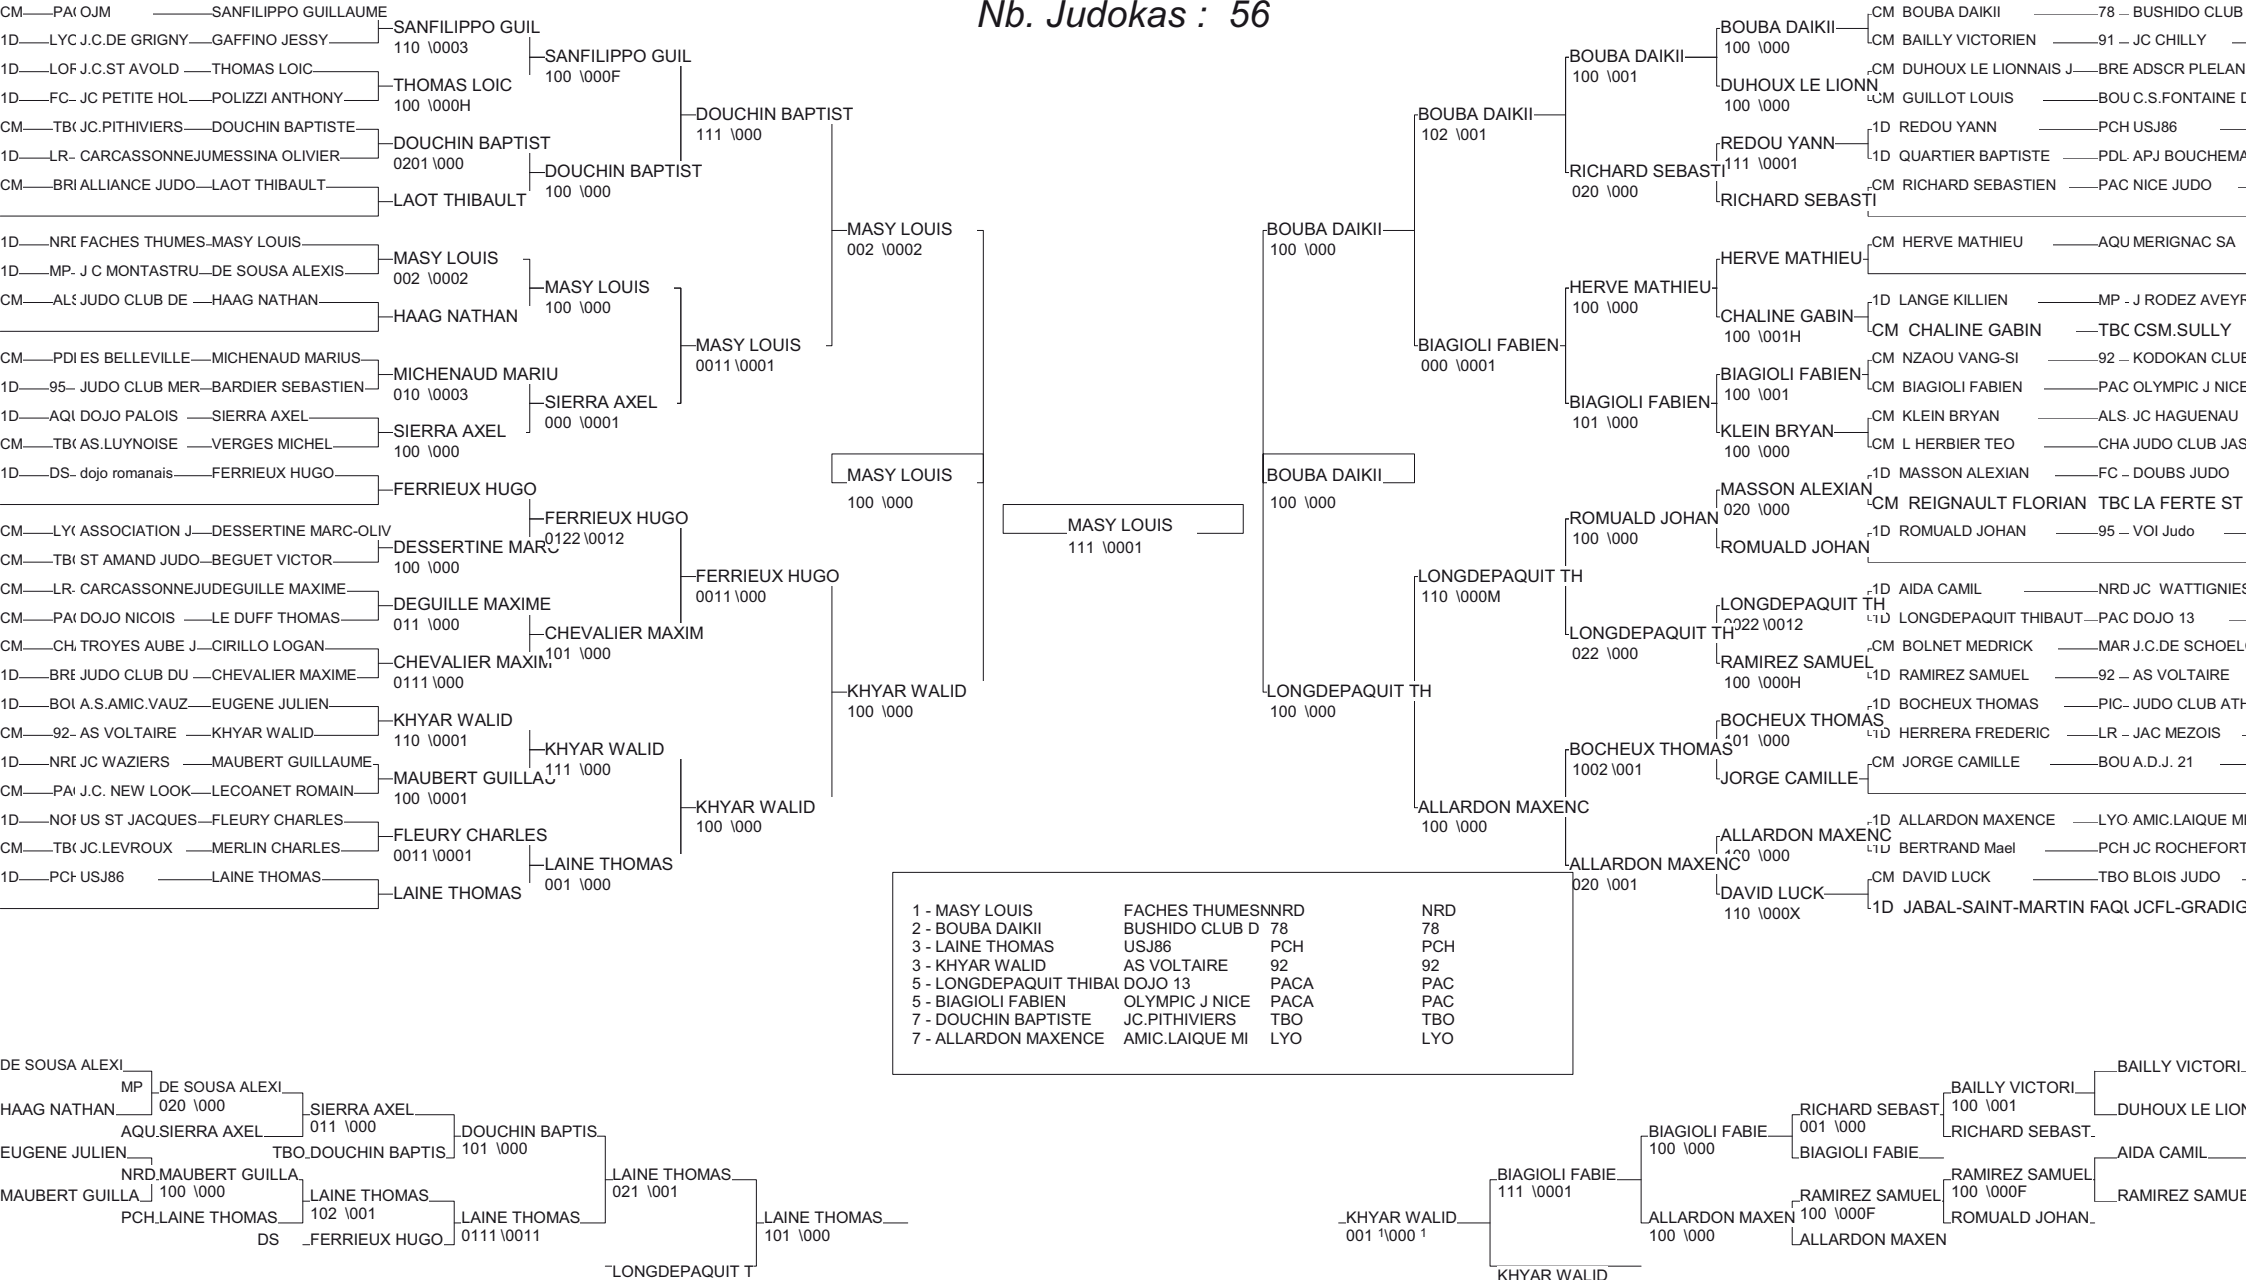 Nb. Judokas : 56
CM PA( OJM SANFILIPPO GUILLAUME
1D LYC J.C.DE GRIGNY GAFFINO JESSY
1D LOF J.C.ST AVOLD THOMAS LOIC
1D FC- JC PETITE HOL POLIZZI ANTHONY
CM TB( JC.PITHIVIERS DOUCHIN BAPTISTE
1D LR- CARCASSONNEJU MESSINA OLIVIER
CM BRI ALLIANCE JUDO LAOT THIBAULT
1D NRD FACHES THUMES MASY LOUIS
1D MP- J C MONTASTRU DE SOUSA ALEXIS
CM ALS JUDO CLUB DE HAAG NATHAN
CM PDI ES BELLEVILLE MICHENAUD MARIUS
1D 95 JUDO CLUB MER BARDIER SEBASTIEN
1D AQU DOJO PALOIS SIERRA AXEL
CM TB( AS.LUYNOISE VERGES MICHEL
1D DS dojo romanais FERRIEUX HUGO
CM LY( ASSOCIATION J DESSERTINE MARC-OLIV
CM TB( ST AMAND JUDO BEGUET VICTOR
CM LR- CARCASSONNEJU DEGUILLE MAXIME
CM PA( DOJO NICOIS LE DUFF THOMAS
CM CH TROYES AUBE J CIRILLO LOGAN
1D BRE JUDO CLUB DU CHEVALIER MAXIME
1D BOU A.S.AMIC.VAUZ EUGENE JULIEN
CM 92 AS VOLTAIRE KHYAR WALID
1D NRD JC WAZIERS MAUBERT GUILLAUME
CM PA( J.C. NEW LOOK LECOANET ROMAIN
1D NOF US ST JACQUES FLEURY CHARLES
CM TB( JC.LEVROUX MERLIN CHARLES
1D PCH USJ86 LAINE THOMAS
SANFILIPPO GUIL
110 \0003
THOMAS LOIC
100 \000H
DOUCHIN BAPTIST
0201 \000
LAOT THIBAULT
MASY LOUIS
002 \0002
HAAG NATHAN
MICHENAUD MARIU
010 \0003
SIERRA AXEL
100 \000
FERRIEUX HUGO
DESSERTINE MARC
100 \000
DEGUILLE MAXIME
011 \000
CHEVALIER MAXIM
0111 \000
KHYAR WALID
110 \0001
MAUBERT GUILLAU
100 \0001
FLEURY CHARLES
0011 \0001
LAINE THOMAS
SANFILIPPO GUIL
100 \000F
DOUCHIN BAPTIST
100 \000
MASY LOUIS
100 \000
SIERRA AXEL
000 \0001
FERRIEUX HUGO
0122 \0012
CHEVALIER MAXIM
101 \000
KHYAR WALID
111 \000
LAINE THOMAS
001 \000
DOUCHIN BAPTIST
111 \000
MASY LOUIS
0011 \0001
FERRIEUX HUGO
0011 \000
KHYAR WALID
100 \000
MASY LOUIS
002 \0002
MASY LOUIS
100 \000
KHYAR WALID
100 \000
MASY LOUIS
111 \0001
BOUBA DAIKII
100 \000
BOUBA DAIKII
100 \000
LONGDEPAQUIT TH
100 \000
BOUBA DAIKII
102 \001
BIAGIOLI FABIEN
000 \0001
LONGDEPAQUIT TH
110 \000M
ALLARDON MAXENC
100 \000
BOUBA DAIKII
100 \001
RICHARD SEBASTI
020 \000
HERVE MATHIEU
100 \000
BIAGIOLI FABIEN
101 \000
ROMUALD JOHAN
100 \000
LONGDEPAQUIT TH
022 \000
BOCHEUX THOMAS
1002 \001
ALLARDON MAXENC
020 \001
BOUBA DAIKII
100 \000
DUHOUX LE LIONN
100 \000
REDOU YANN
111 \0001
RICHARD SEBASTI
HERVE MATHIEU
CHALINE GABIN
100 \001H
BIAGIOLI FABIEN
100 \001
KLEIN BRYAN
100 \000
MASSON ALEXIAN
020 \000
ROMUALD JOHAN
LONGDEPAQUIT TH
0022 \0012
RAMIREZ SAMUEL
100 \000H
BOCHEUX THOMAS
101 \000
JORGE CAMILLE
ALLARDON MAXENC
100 \000
DAVID LUCK
110 \000X
CM BOUBA DAIKII 78 BUSHIDO CLUB
CM BAILLY VICTORIEN 91 JC CHILLY
CM DUHOUX LE LIONNAIS J BRE ADSCR PLELAN
CM GUILLOT LOUIS BOU C.S.FONTAINE D
1D REDOU YANN PCH USJ86
1D QUARTIER BAPTISTE PDL APJ BOUCHEMA
CM RICHARD SEBASTIEN PAC NICE JUDO
CM HERVE MATHIEU AQU MERIGNAC SA
1D LANGE KILLIEN MP - J RODEZ AVEYR
CM CHALINE GABIN TBO CSM.SULLY
CM NZAOU VANG-SI 92 KODOKAN CLUB
CM BIAGIOLI FABIEN PAC OLYMPIC J NICE
CM KLEIN BRYAN ALS JC HAGUENAU
CM L HERBIER TEO CHA JUDO CLUB JAS
1D MASSON ALEXIAN FC DOUBS JUDO
CM REIGNAULT FLORIAN TBO LA FERTE ST
1D ROMUALD JOHAN 95 VOI Judo
1D AIDA CAMIL NRD JC WATTIGNIES
1D LONGDEPAQUIT THIBAUT PAC DOJO 13
CM BOLNET MEDRICK MAR J.C.DE SCHOEL
1D RAMIREZ SAMUEL 92 AS VOLTAIRE
1D BOCHEUX THOMAS PIC JUDO CLUB ATH
1D HERRERA FREDERIC LR JAC MEZOIS
CM JORGE CAMILLE BOU A.D.J. 21
1D ALLARDON MAXENCE LYO AMIC.LAIQUE MI
1D BERTRAND Mael PCH JC ROCHEFORT
CM DAVID LUCK TBO BLOIS JUDO
1D JABAL-SAINT-MARTIN F AQU JCFL-GRADIG
1 - MASY LOUIS FACHES THUMESN NRD NRD
2 - BOUBA DAIKII BUSHIDO CLUB D 78 78
3 - LAINE THOMAS USJ86 PCH PCH
3 - KHYAR WALID AS VOLTAIRE 92 92
5 - LONGDEPAQUIT THIBAU DOJO 13 PACA PAC
5 - BIAGIOLI FABIEN OLYMPIC J NICE PACA PAC
7 - DOUCHIN BAPTISTE JC.PITHIVIERS TBO TBO
7 - ALLARDON MAXENCE AMIC.LAIQUE MI LYO LYO
DE SOUSA ALEXI
HAAG NATHAN
EUGENE JULIEN
MAUBERT GUILLA
MP DE SOUSA ALEXI
020 \000
AQU SIERRA AXEL
NRD MAUBERT GUILLA
100 \000
PCH LAINE THOMAS
SIERRA AXEL
011 \000
TBO DOUCHIN BAPTIS
LAINE THOMAS
102 \001
DS FERRIEUX HUGO
DOUCHIN BAPTIS
101 \000
LAINE THOMAS
0111 \0011
LAINE THOMAS
021 \001
LONGDEPAQUIT T
LAINE THOMAS
101 \000
KHYAR WALID
001 1\000 1
BIAGIOLI FABIE
111 \0001
KHYAR WALID
BIAGIOLI FABIE
100 \000
ALLARDON MAXEN
100 \000
RICHARD SEBAST
001 \000
BIAGIOLI FABIE
RAMIREZ SAMUEL
100 \000F
ALLARDON MAXEN
BAILLY VICTORI
100 \001
RICHARD SEBAST
RAMIREZ SAMUEL
100 \000F
ROMUALD JOHAN
BAILLY VICTORI
DUHOUX LE LION
AIDA CAMIL
RAMIREZ SAMUE